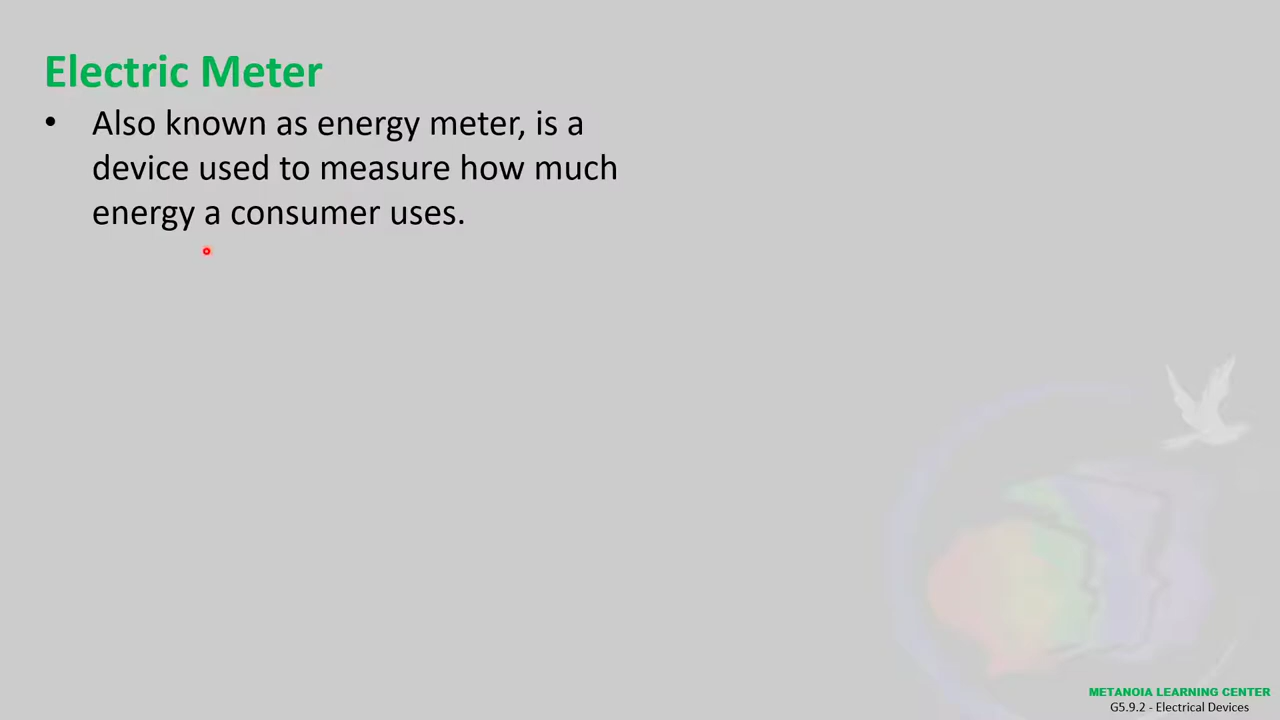 Electric Meter
• Also known as energy meter, is a
device used to measure how much
energy a consumer uses.
METANOIA LEARNING CENTER
G5.9.2 - Electrical Devices